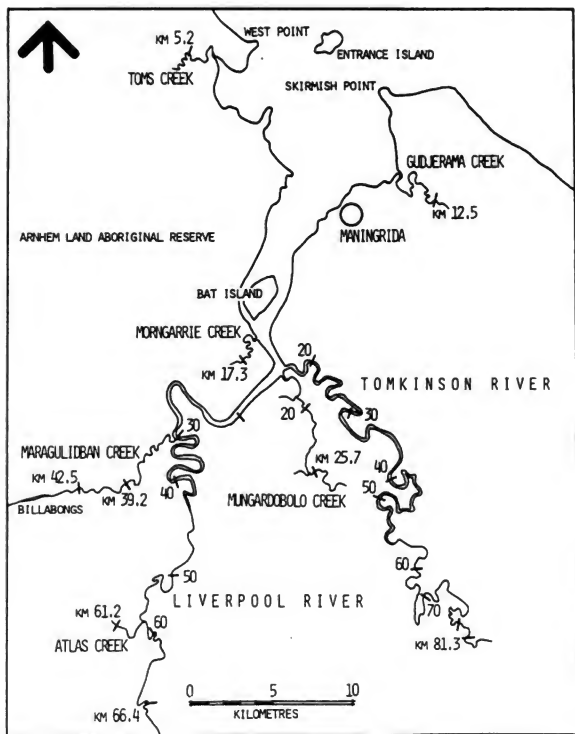 WEST POINT
KM 5.2
ENTRANCE ISLAND
TOMS CREEK
SKIRMISH POINT
GUDJERAMA CREEK
KM 12.5
MANINGRIDA
ARNHEM LAND ABORIGINAL RESERVE
BAT ISLAND
MORNGARRIE CREEK
KM 17.3
20
TOMKINSON RIVER
20
30
30
MARAGULIDBAN CREEK
KM 25.7
KM 42.5
KM 39.2
40
40
MUNGARDOBOLO CREEK
50
BILLABONGS
60
50
LIVERPOOL RIVER
70
KM 61.2
60
ATLAS CREEK
KM 81.3
0 5 10
KILOMETRES
KM 66.4